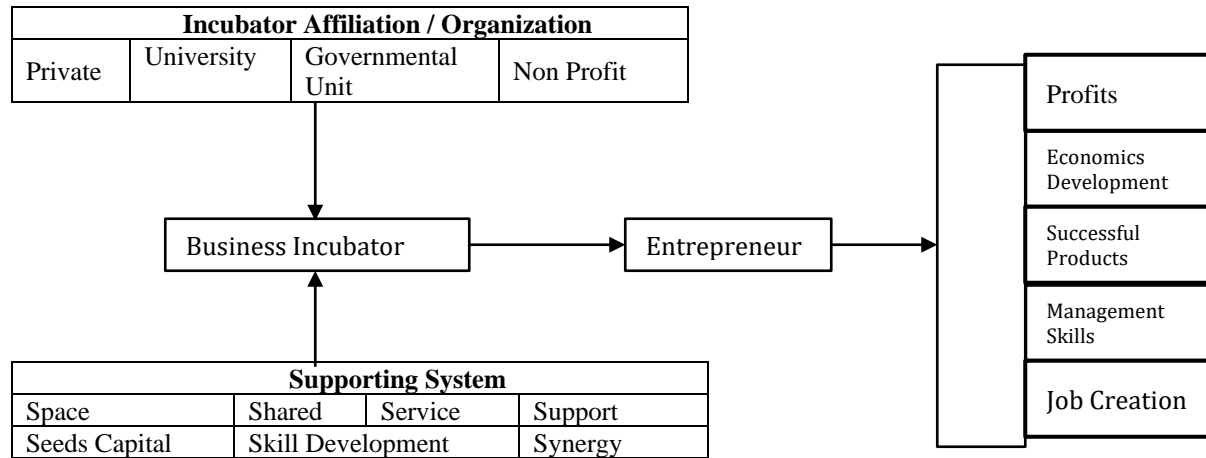 Incubator Affiliation / Organization
Private
University
Governmental
Unit
Non Profit
Business Incubator
Entrepreneur
Profits
Economics
Development
Successful
Products
Management
Skills
Job Creation
Supporting System
Space
Shared
Service
Support
Seeds Capital
Skill Development
Synergy